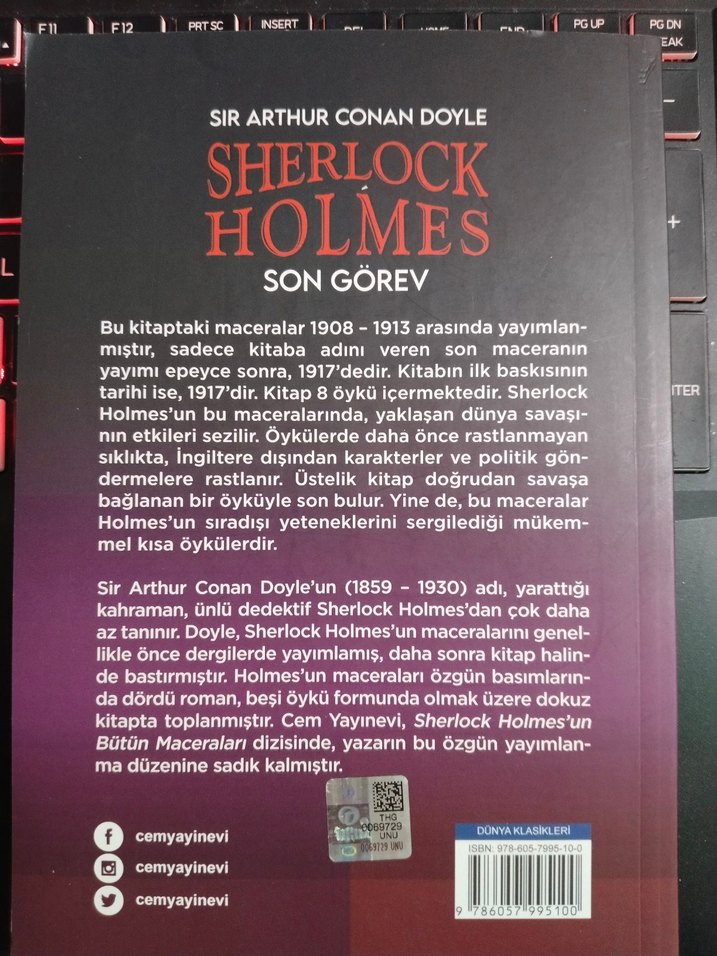 F11
F12
PRT SC
INSERT
PG UP
PG DN
EAK
SIR ARTHUR CONAN DOYLE
SHERLOCK
HOLMES
SON GÖREV
Bu kitaptaki maceralar 1908 – 1913 arasında yayımlan-
mıştır, sadece kitaba adını veren son maceranın
yayımı epeyce sonra, 1917’dedir. Kitabın ilk baskısının
tarihi ise, 1917’dir. Kitap 8 öykü içermektedir. Sherlock
Holmes’un bu maceralarında, yaklaşan dünya savaşı-
nın etkileri sezilir. Öykülerde daha önce rastlanmayan
sıklıkta, İngiltere dışından karakterler ve politik gön-
dermelere rastlanır. Üstelik kitap doğrudan savaşa
bağlanan bir öyküyle son bulur. Yine de, bu maceralar
Holmes’un sıradışı yeteneklerini sergilediği mükem-
mel kısa öykülerdir.
Sir Arthur Conan Doyle’un (1859 – 1930) adı, yarattığı
kahraman, ünlü dedektif Sherlock Holmes’dan çok daha
az tanınır. Doyle, Sherlock Holmes’un maceralarını genel-
likle önce dergilerde yayımlamış, daha sonra kitap halin-
de bastırmıştır. Holmes’un maceraları özgün basımların-
da dördü roman, beşi öykü formunda olmak üzere dokuz
kitapta toplanmıştır. Cem Yayınevi, Sherlock Holmes’un
Bütün Maceraları dizisinde, yazarın bu özgün yayımlan-
ma düzenine sadık kalmıştır.
THG
0069729
UNU
0069729 UNU
cemyayinevi
cemyayinevi
cemyayinevi
DÜNYA KLASİKLERİ
ISBN: 978-605-7995-10-0
9 786057 995100
NTER